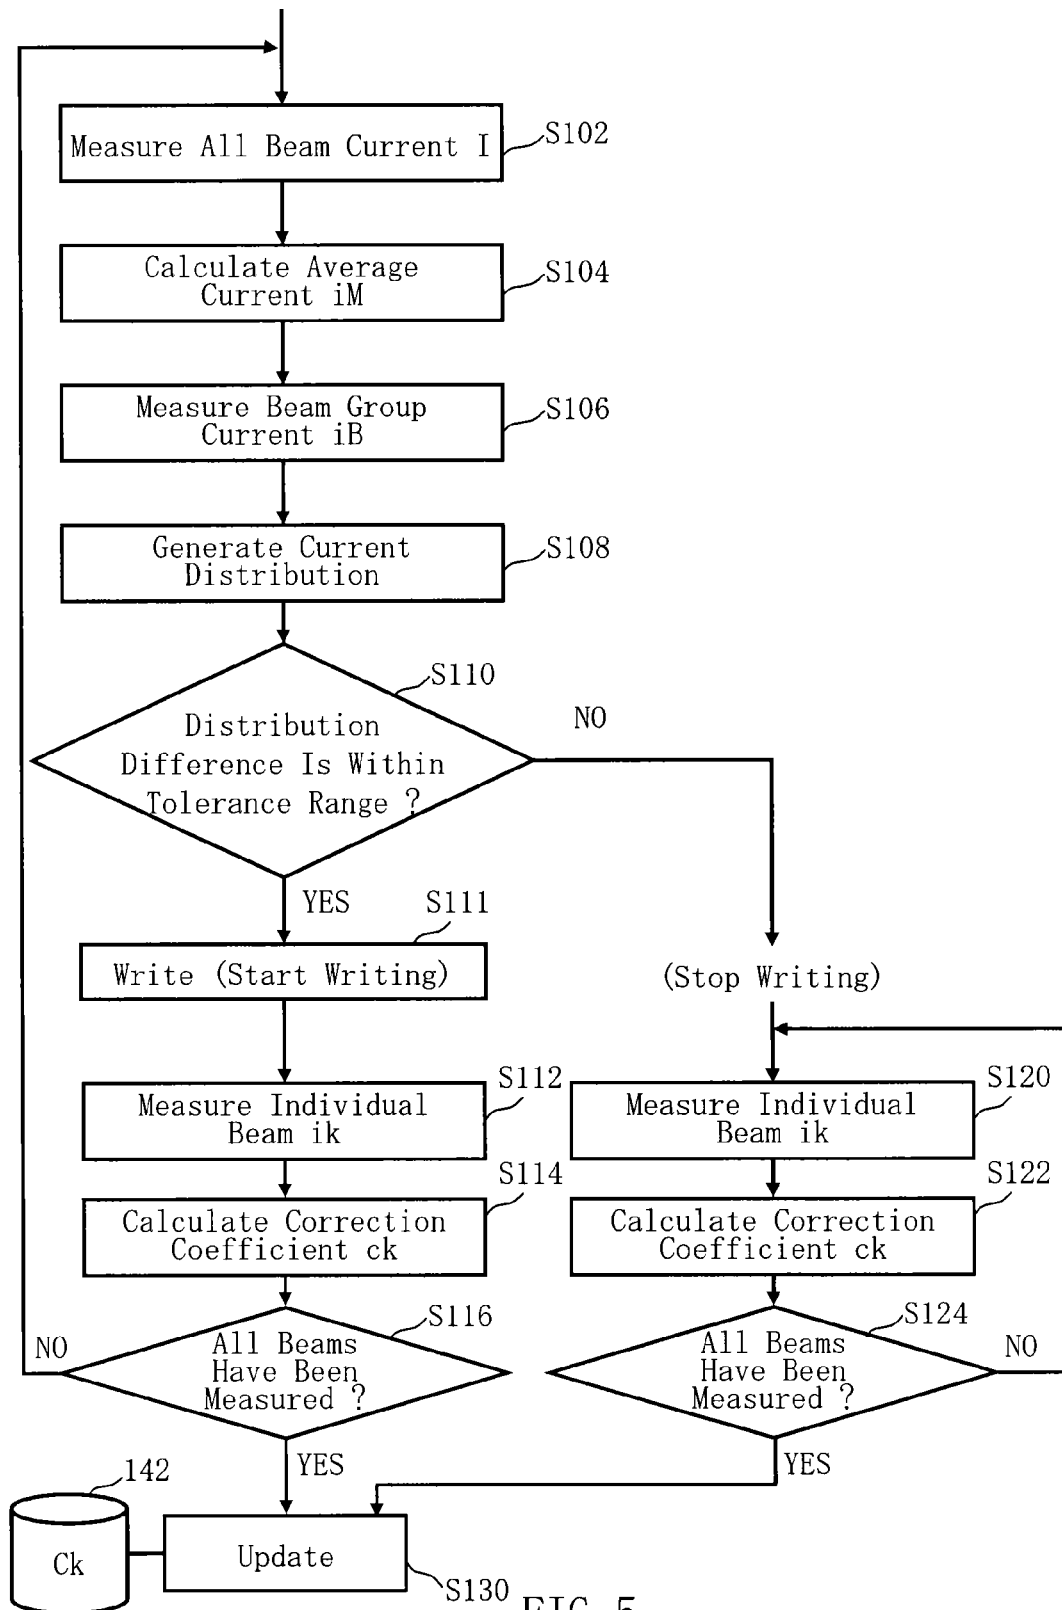 Measure All Beam Current I
S102
Calculate Average
Current iM
S104
Measure Beam Group
Current iB
S106
Generate Current
Distribution
S108
S110
Distribution
Difference Is Within
Tolerance Range ?
NO
YES
S111
Write (Start Writing)
(Stop Writing)
S112
Measure Individual
Beam ik
S120
Measure Individual
Beam ik
S114
Calculate Correction
Coefficient ck
S122
Calculate Correction
Coefficient ck
S116
All Beams
Have Been
Measured ?
NO
YES
S124
All Beams
Have Been
Measured ?
NO
YES
142
Ck
Update
S130
FIG. 5